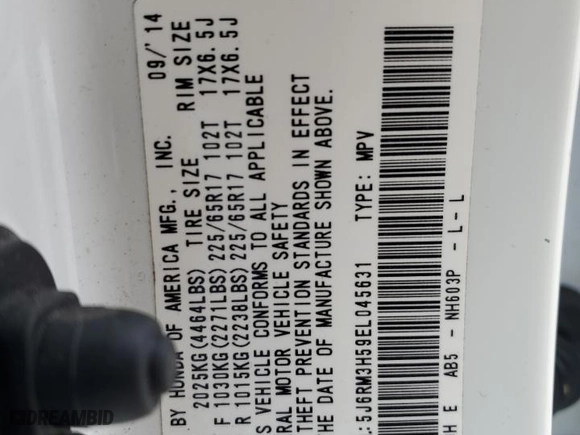 BY HONDA OF AMERICA MFG., INC. 09/'14
2025KG(4464LBS) TIRE SIZE RIM SIZE
F 1030KG(2271LBS) 225/65R17 102T 17X6.5J
R 1015KG(2238LBS) 225/65R17 102T 17X6.5J
S VEHICLE CONFORMS TO ALL APPLICABLE
RAL MOTOR VEHICLE SAFETY
THEFT PREVENTION STANDARDS IN EFFECT
THE DATE OF MANUFACTURE SHOWN ABOVE.
.:5J6RM3H59EL045631 TYPE: MPV
H E AB5 - NH603P - L - L
DREAMBID